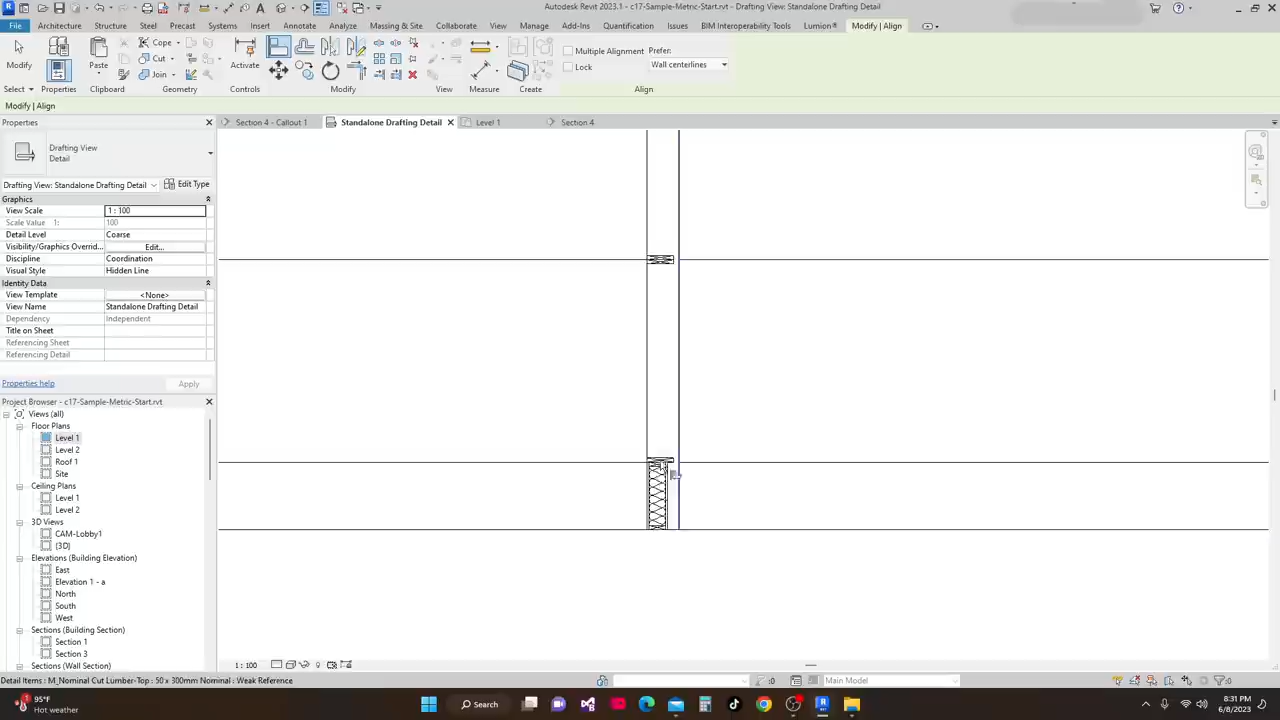 Autodesk Revit 2023.1 - c17-Sample-Metric-Start.rvt - Drafting View: Standalone Drafting Detail
File Architecture Structure Steel Precast Systems Insert Annotate Analyze Massing & Site Collaborate View Manage Add-Ins Quantification Issues BIM Interoperability Tools Lumion® Modify | Align
Modify
Paste
Cope
Cut
Join
Activate
Multiple Alignment Prefer:
Lock Wall centerlines
Select Properties Clipboard Geometry Controls Modify View Measure Create Align
Modify | Align
Properties
Section 4 - Callout 1 Standalone Drafting Detail Level 1 Section 4
Drafting View
Detail
Drafting View: Standalone Drafting Detail Edit Type
Graphics
View Scale 1 : 100
Scale Value 1: 100
Detail Level Coarse
Visibility/Graphics Overrid... Edit...
Discipline Coordination
Visual Style Hidden Line
Identity Data
View Template <None>
View Name Standalone Drafting Detail
Dependency Independent
Title on Sheet
Referencing Sheet
Referencing Detail
Properties help Apply
Project Browser - c17-Sample-Metric-Start.rvt
Views (all)
Floor Plans
Level 1
Level 2
Roof 1
Site
Ceiling Plans
Level 1
Level 2
3D Views
CAM-Lobby1
{3D}
Elevations (Building Elevation)
East
Elevation 1 - a
North
South
West
Sections (Building Section)
Section 1
Section 3
Sections (Wall Section)
1 : 100
Detail Items : M_Nominal Cut Lumber-Top : 50 x 300mm Nominal : Weak Reference
:0
Main Model
:0
95°F
Hot weather
Search
8:31 PM
6/8/2023